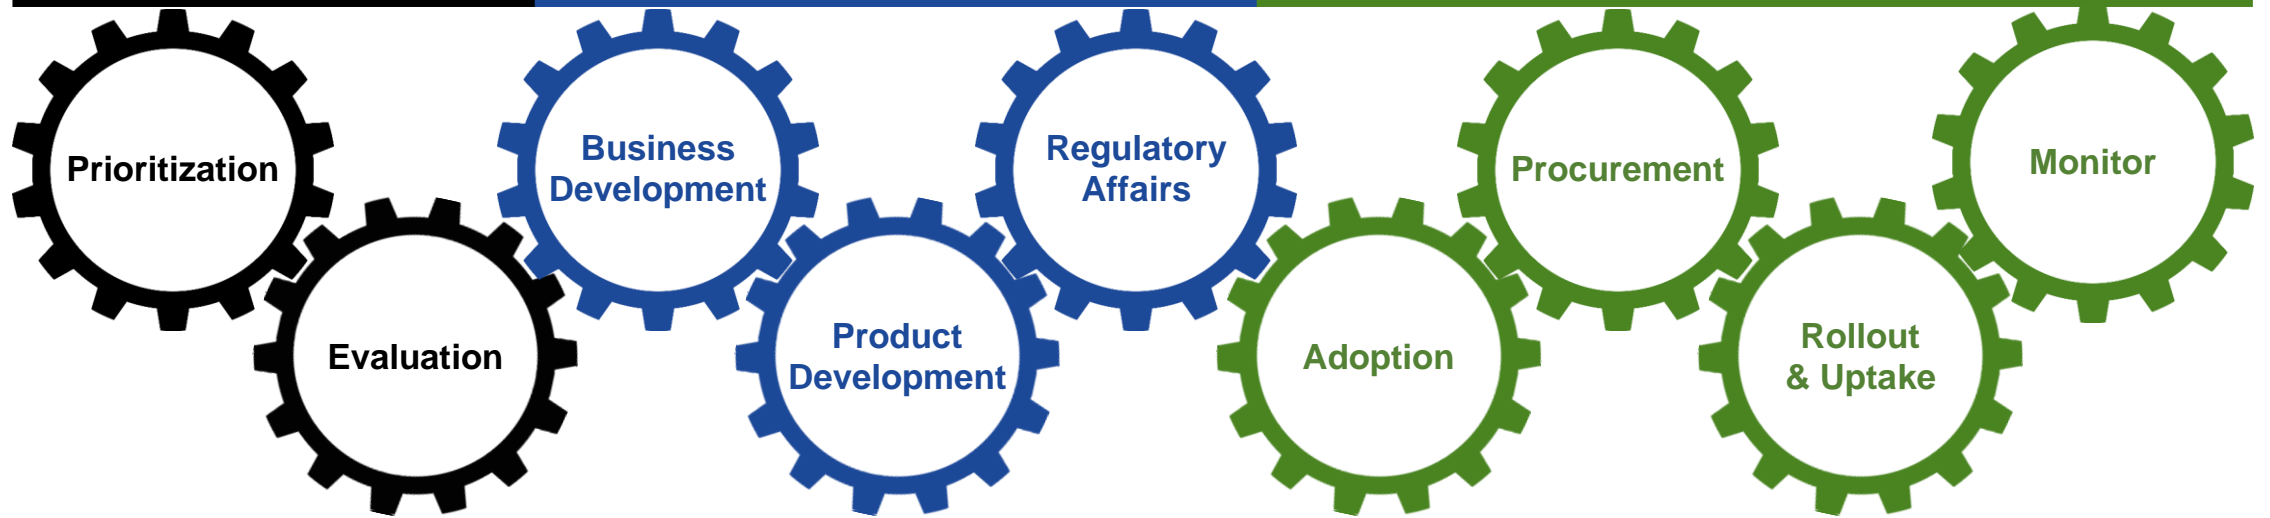 Prioritization
Evaluation
Business
Development
Product
Development
Regulatory
Affairs
Adoption
Procurement
Rollout
& Uptake
Monitor